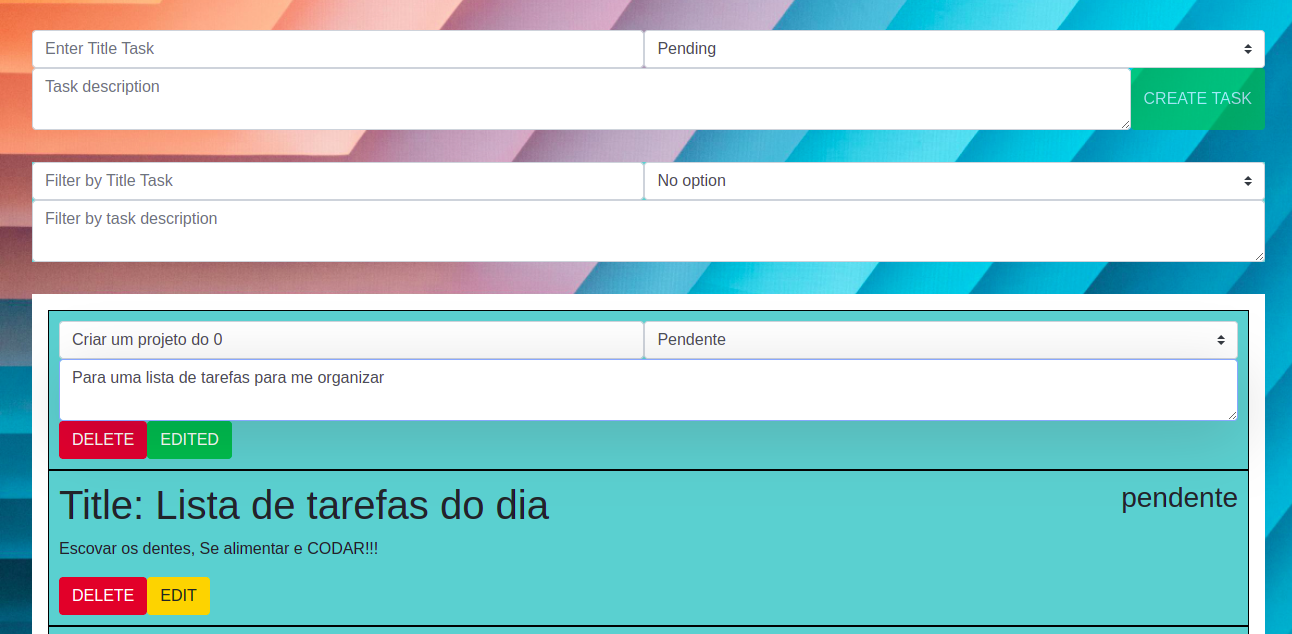 Enter Title Task Pending
Task description
CREATE TASK
Filter by Title Task No option
Filter by task description
Criar um projeto do 0 Pendente
Para uma lista de tarefas para me organizar
DELETE EDITED
Title: Lista de tarefas do dia pendente
Escovar os dentes, Se alimentar e CODAR!!!
DELETE EDIT